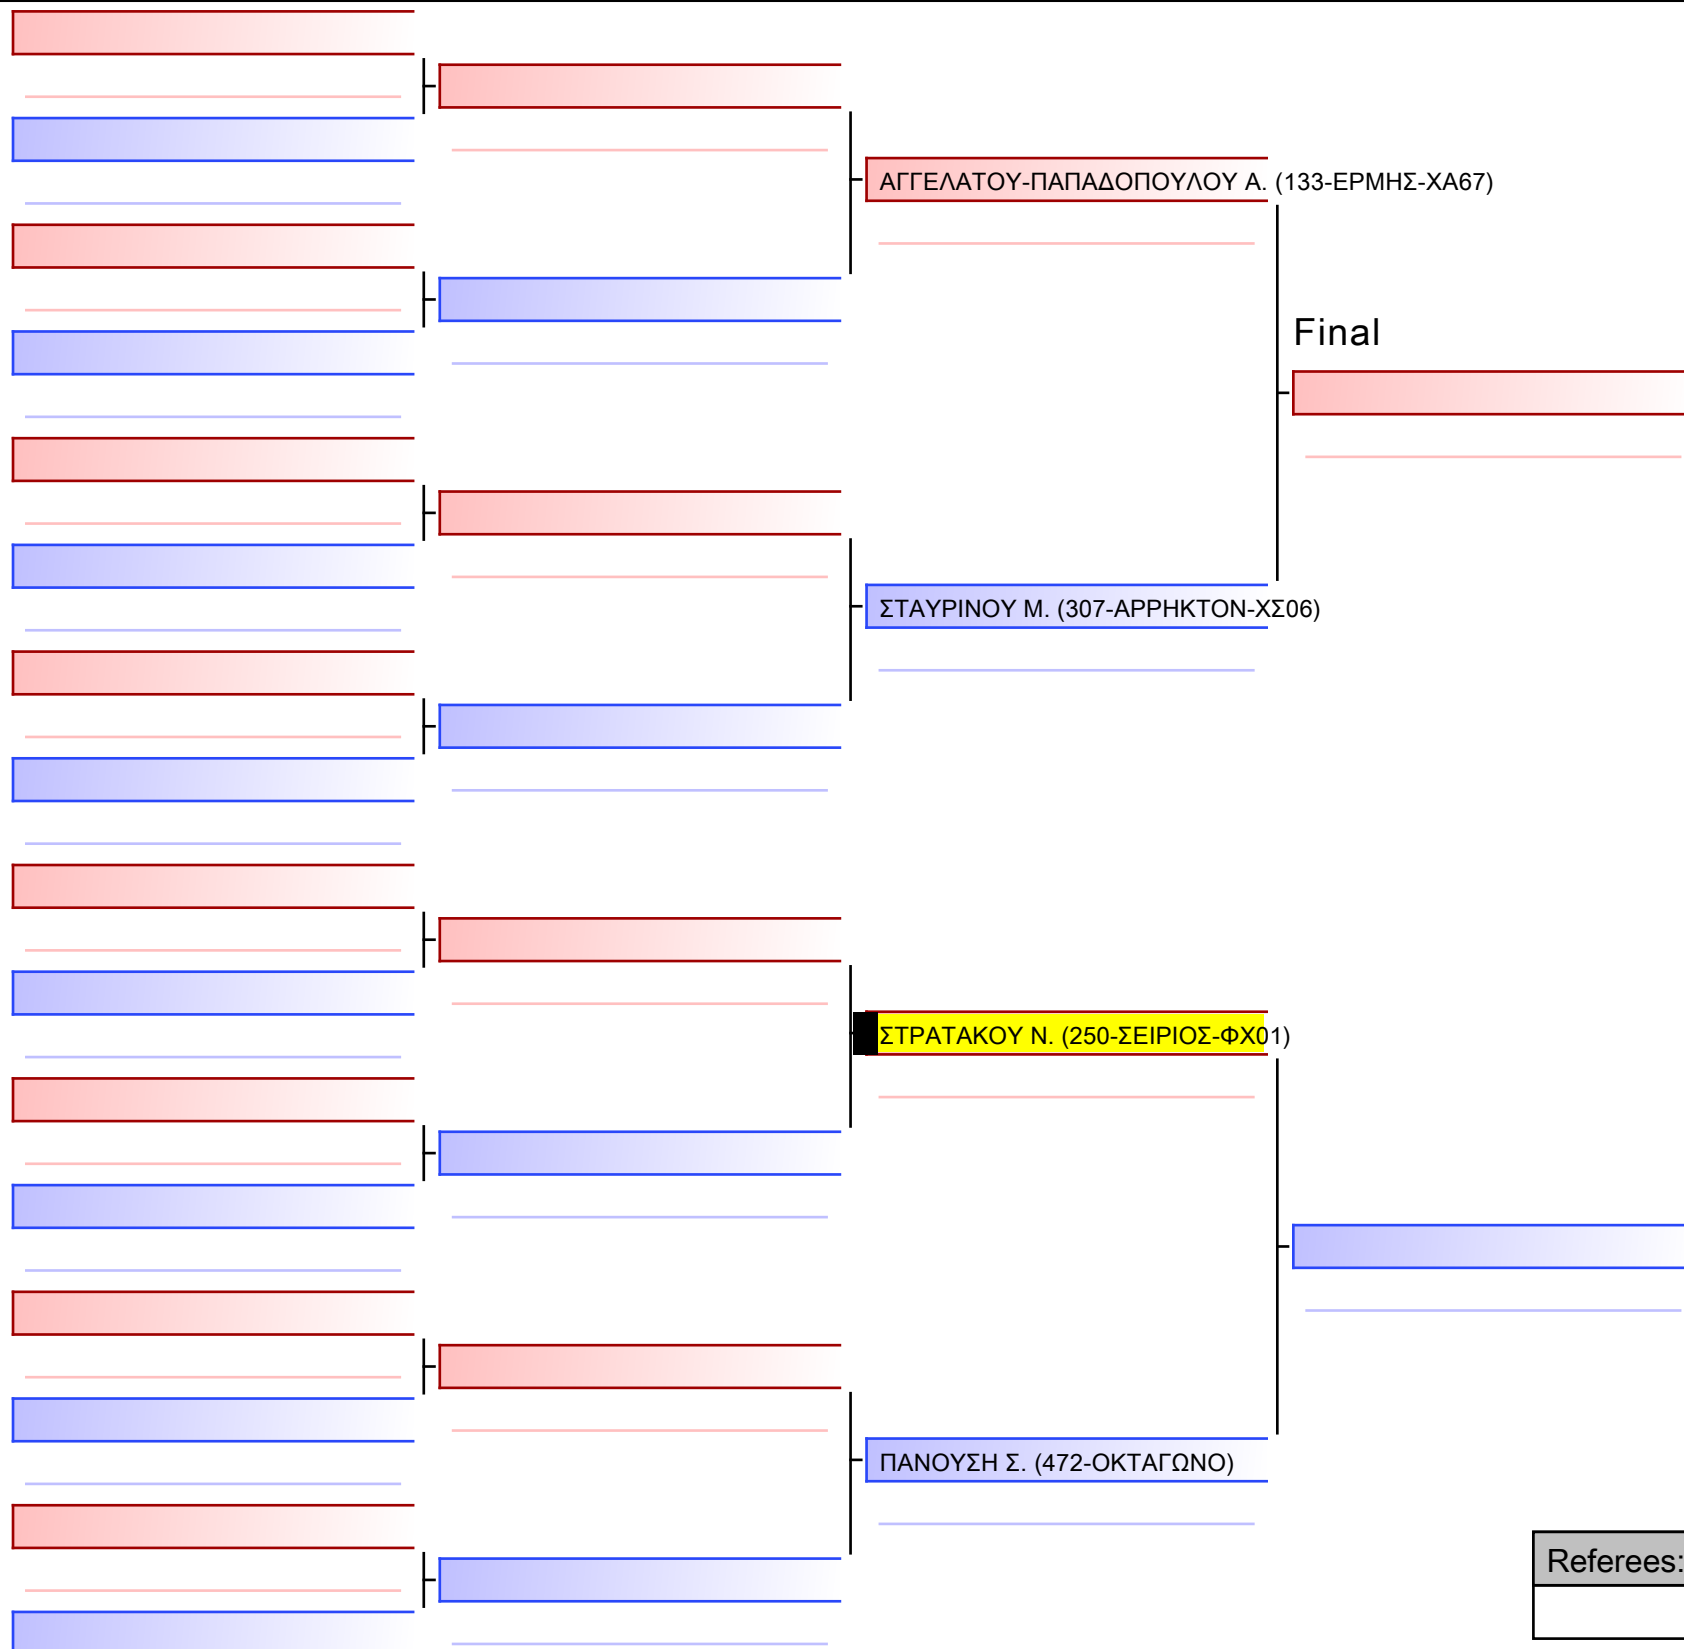 ΑΓΓΕΛΑΤΟΥ-ΠΑΠΑΔΟΠΟΥΛΟΥ Α. (133-ΕΡΜΗΣ-ΧΑ67)
Final
ΣΤΑΥΡΙΝΟΥ Μ. (307-ΑΡΡΗΚΤΟΝ-ΧΣ06)
ΣΤΡΑΤΑΚΟΥ Ν. (250-ΣΕΙΡΙΟΣ-ΦΧ01)
ΠΑΝΟΥΣΗ Σ. (472-ΟΚΤΑΓΩΝΟ)
Referees: